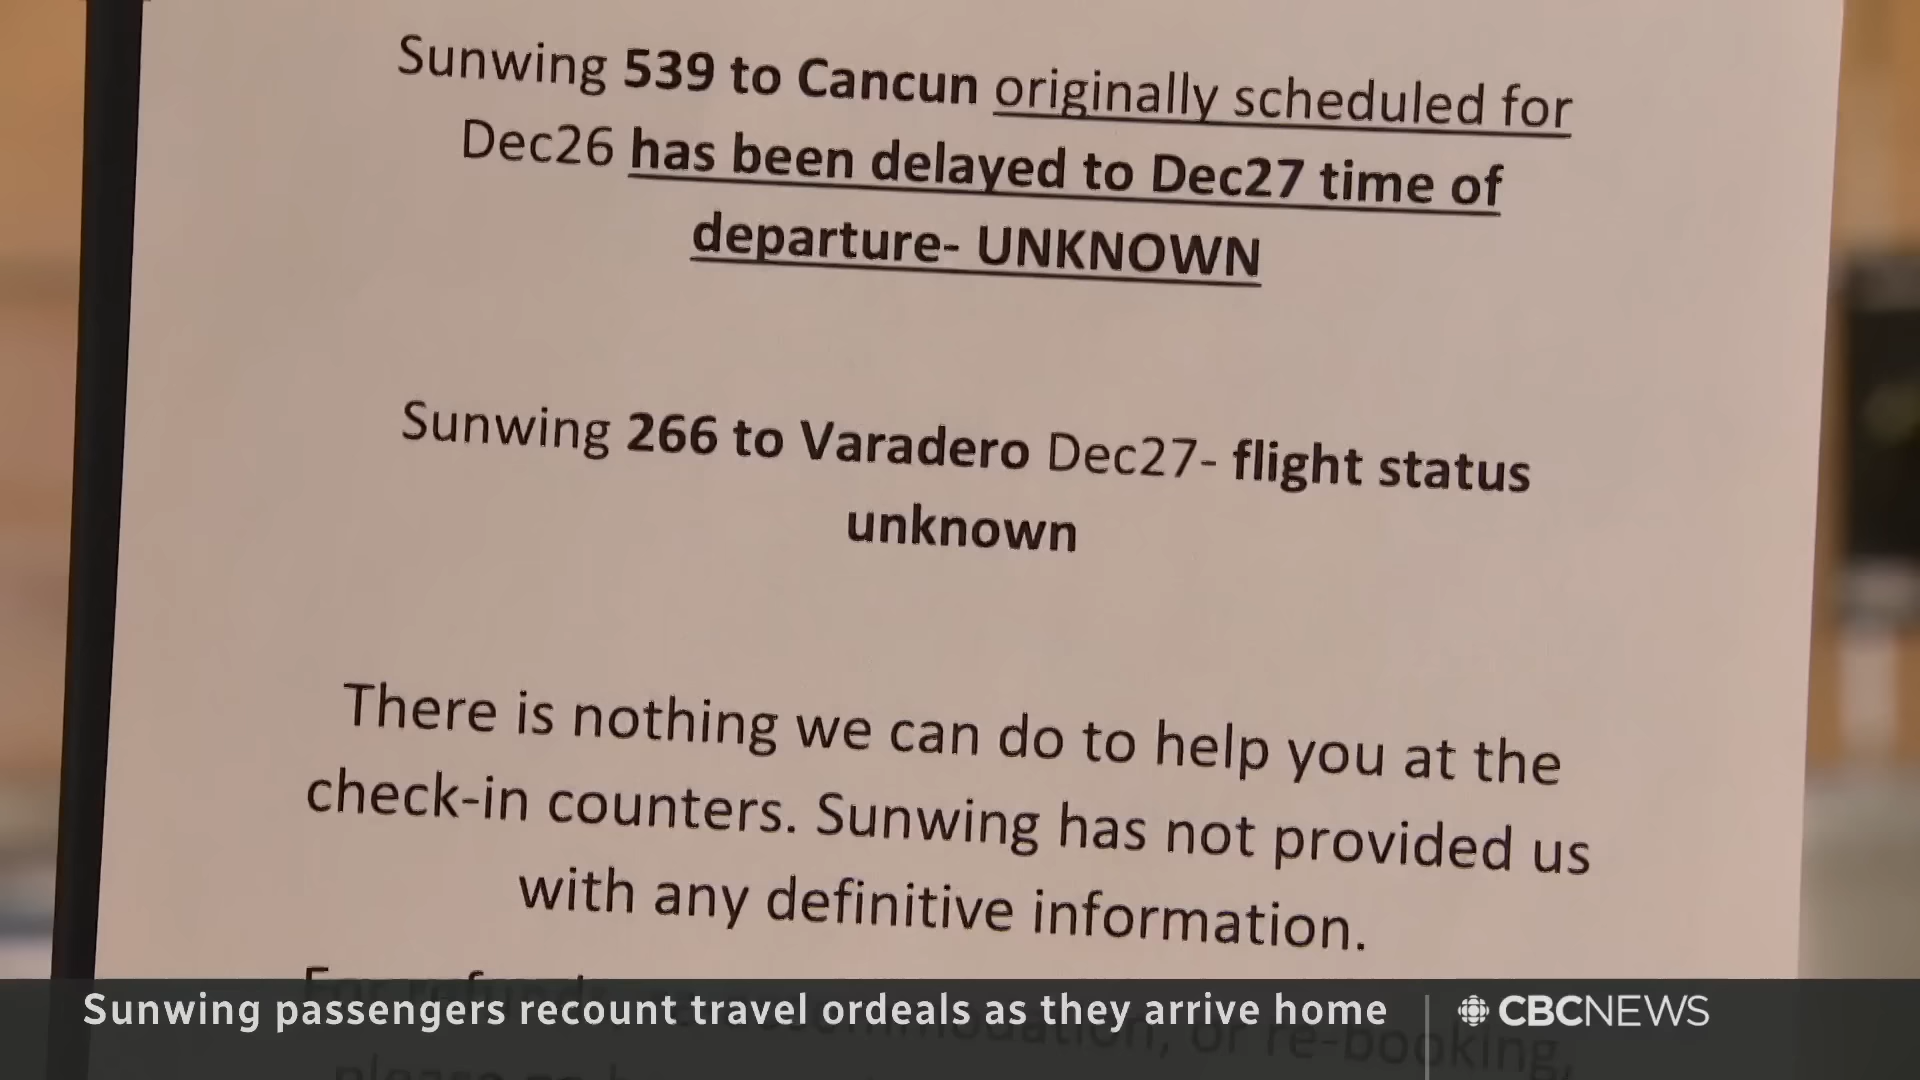 Sunwing 539 to Cancun originally scheduled for
Dec26 has been delayed to Dec27 time of
departure- UNKNOWN
Sunwing 266 to Varadero Dec27- flight status
unknown
There is nothing we can do to help you at the
check-in counters. Sunwing has not provided us
with any definitive information.
or re-booking,
Sunwing passengers recount travel ordeals as they arrive home
CBCNEWS